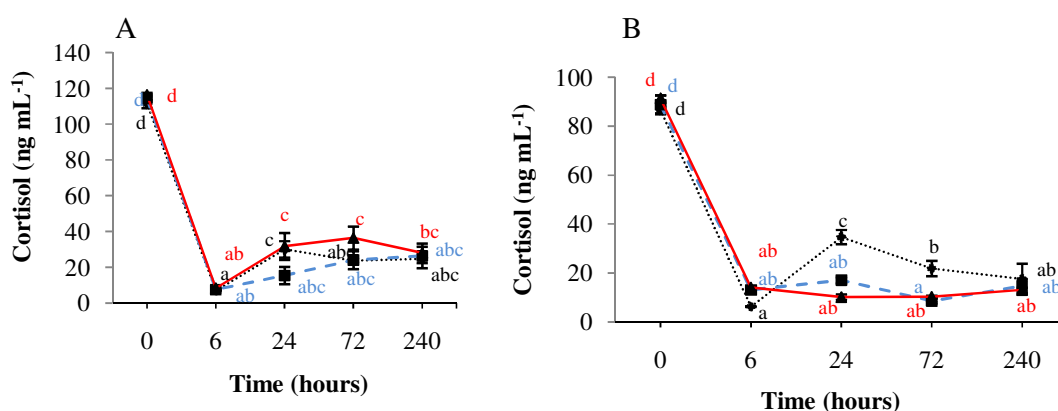 A
Cortisol (ng mL-1)
140
120
100
80
60
40
20
0
d
d
d
a
ab
ab
c
c
abc
c
ab
abc
bc
abc
abc
0 6 24 72 240
Time (hours)
B
Cortisol (ng mL-1)
100
80
60
40
20
0
d
d
d
ab
ab
a
c
ab
ab
b
a
ab
ab
ab
ab
0 6 24 72 240
Time (hours)